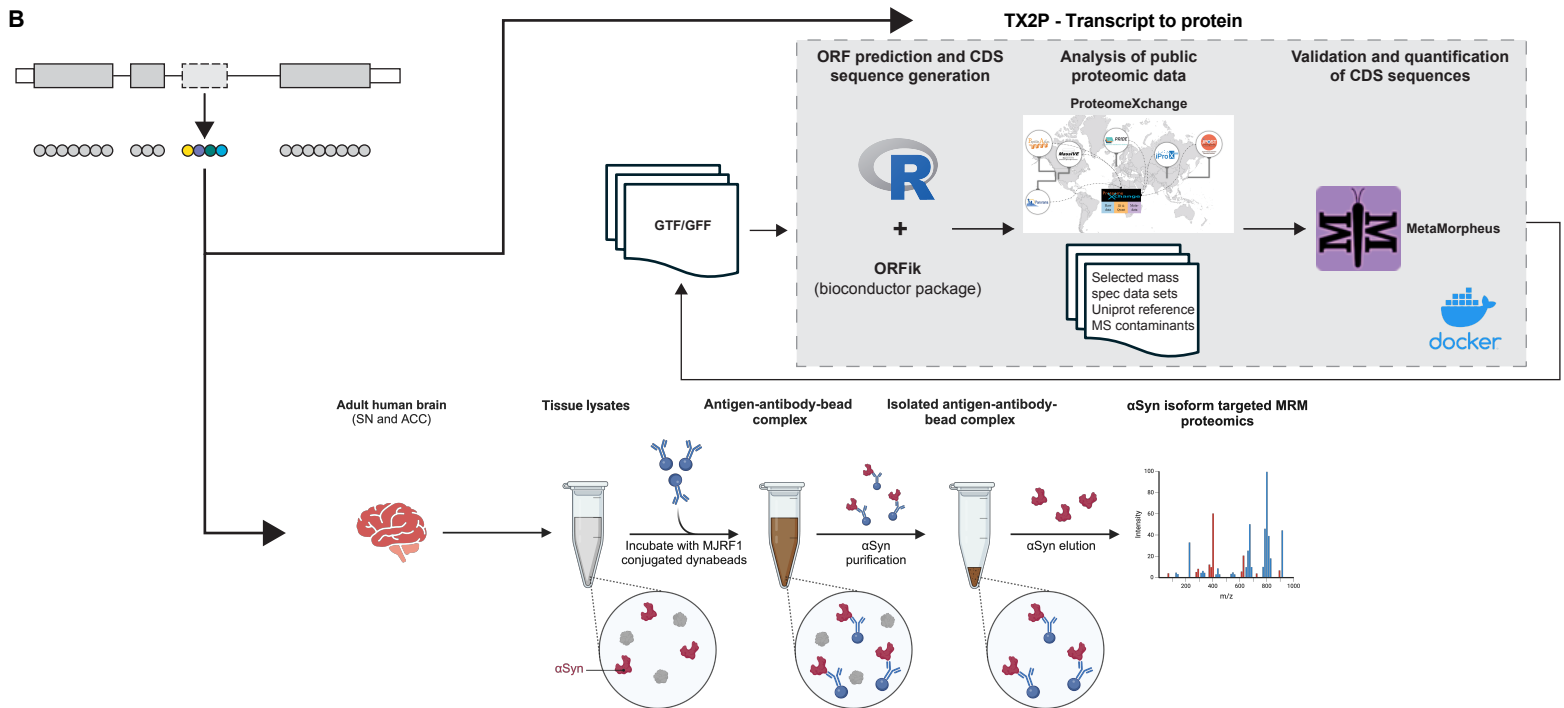 B
TX2P - Transcript to protein
ORF prediction and CDS
sequence generation
Analysis of public
proteomic data
Validation and quantification
of CDS sequences
ProteomeXchange
MassIVE
PRIDE
iProX
jPOST
GTF/GFF
R
+
ORFik
(bioconductor package)
Selected mass
spec data sets
Uniprot reference
MS contaminants
MetaMorpheus
docker
Adult human brain
(SN and ACC)
Tissue lysates
Antigen-antibody-bead
complex
Isolated antigen-antibody-
bead complex
αSyn isoform targeted MRM
proteomics
Incubate with MJRF1
conjugated dynabeads
αSyn
purification
αSyn elution
Intensity
100
80
60
40
20
0
200
400
600
800
1000
m/z
αSyn